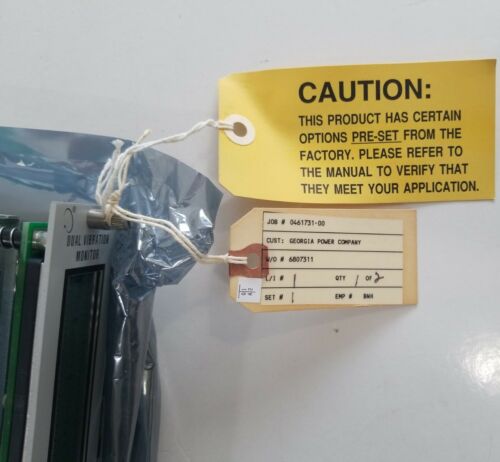 CAUTION:
THIS PRODUCT HAS CERTAIN
OPTIONS PRE-SET FROM THE
FACTORY. PLEASE REFER TO
THE MANUAL TO VERIFY THAT
THEY MEET YOUR APPLICATION.
JOB # 0461731-00
CUST: GEORGIA POWER COMPANY
W/O # 6807311
L/I # 1 QTY 1 OF 2
SET # 1 EMP # BNH
DUAL VIBRATION
MONITOR